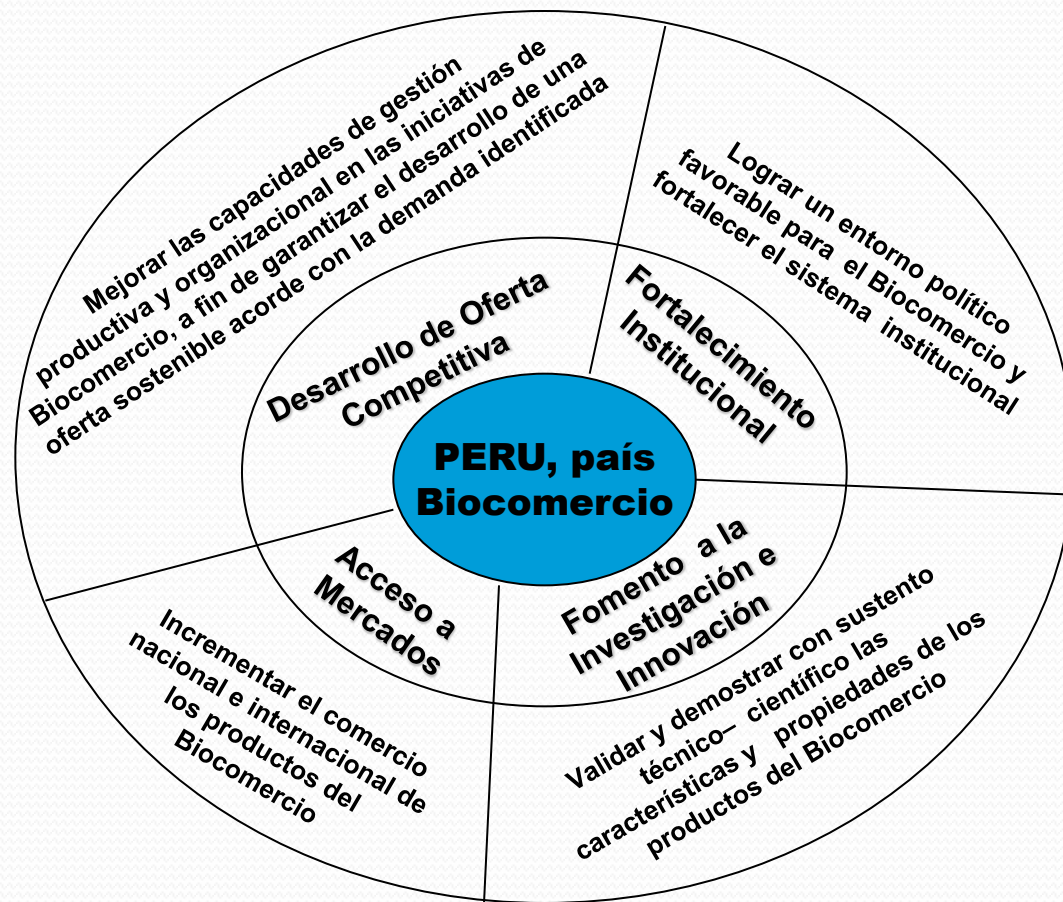 Mejorar las capacidades de gestión
productiva y organizacional en las iniciativas de
Biocomercio, a fin de garantizar el desarrollo de una
oferta sostenible acorde con la demanda identificada
Lograr un entorno político
favorable para el Biocomercio y
fortalecer el sistema institucional
Desarrollo de Oferta
Competitiva
Fortalecimiento
Institucional
PERU, país
Biocomercio
Acceso a
Mercados
Fomento a la
Investigación e
Innovación
Incrementar el comercio
nacional e internacional de
los productos del
Biocomercio
Validar y demostrar con sustento
técnico– científico las
características y propiedades de los
productos del Biocomercio